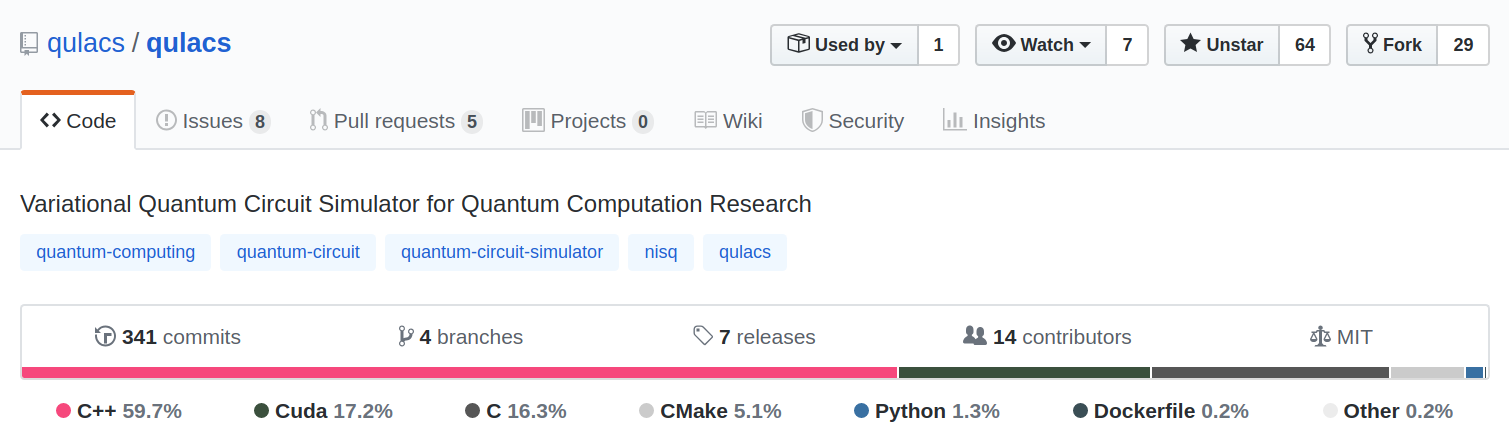 qulacs / qulacs Used by 1 Watch 7 Unstar 64 Fork 29
Code Issues 8 Pull requests 5 Projects 0 Wiki Security Insights
Variational Quantum Circuit Simulator for Quantum Computation Research
quantum-computing quantum-circuit quantum-circuit-simulator nisq qulacs
341 commits 4 branches 7 releases 14 contributors MIT
C++ 59.7% Cuda 17.2% C 16.3% CMake 5.1% Python 1.3% Dockerfile 0.2% Other 0.2%